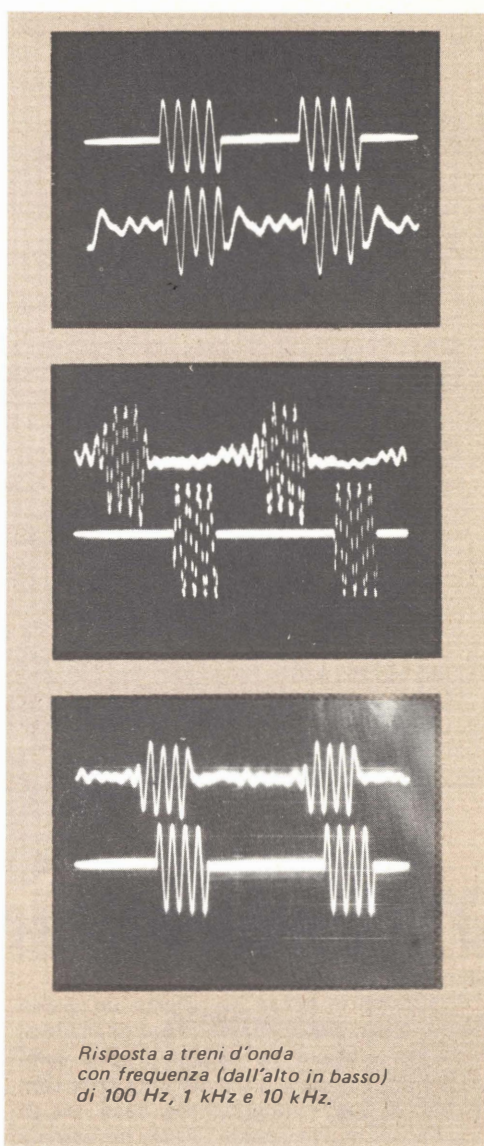 Risposta a treni d'onda
con frequenza (dall'alto in basso)
di 100 Hz, 1 kHz e 10 kHz.